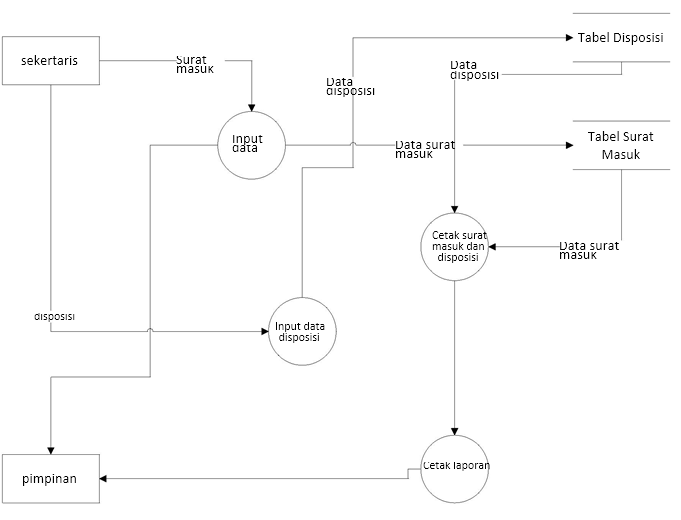 Tabel Disposisi
sekertaris
Surat
masuk
Data
disposisi
Data
disposisi
Input
data
Data surat
masuk
Tabel Surat
Masuk
Cetak surat
masuk dan
disposisi
Data surat
masuk
disposisi
Input data
disposisi
Cetak laporan
pimpinan